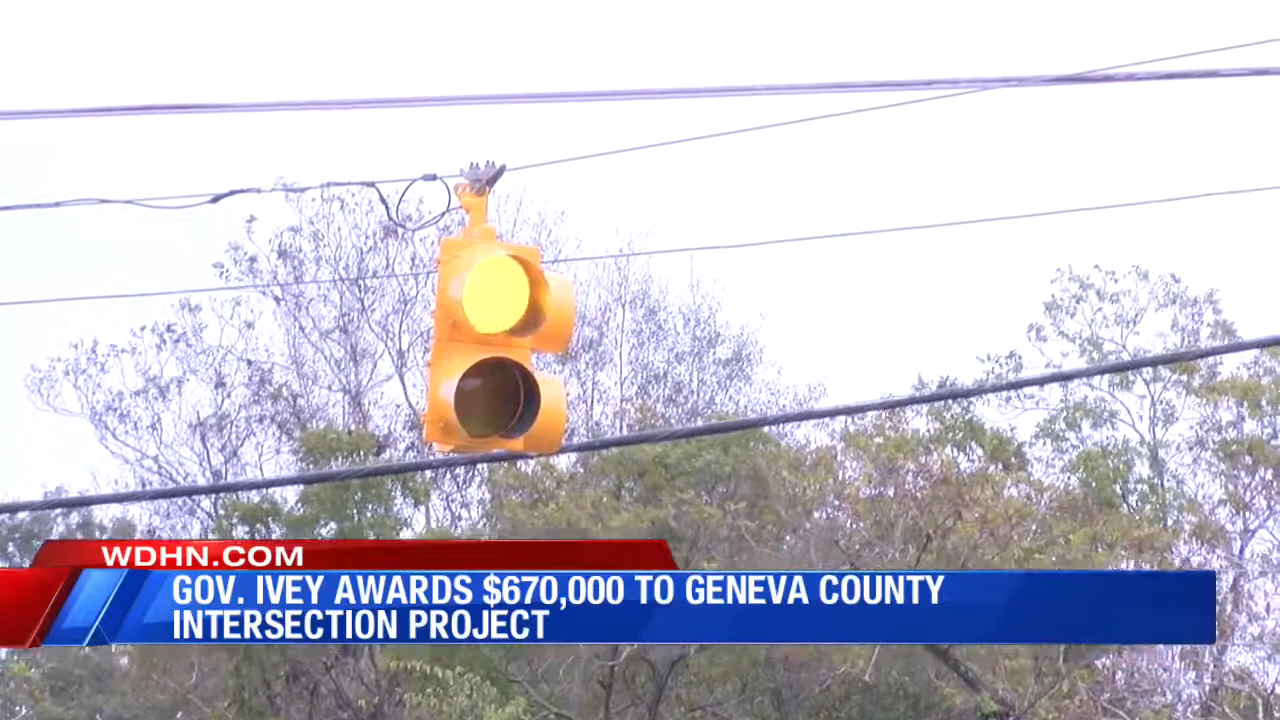 WDHN.COM
GOV. IVEY AWARDS $670,000 TO GENEVA COUNTY
INTERSECTION PROJECT